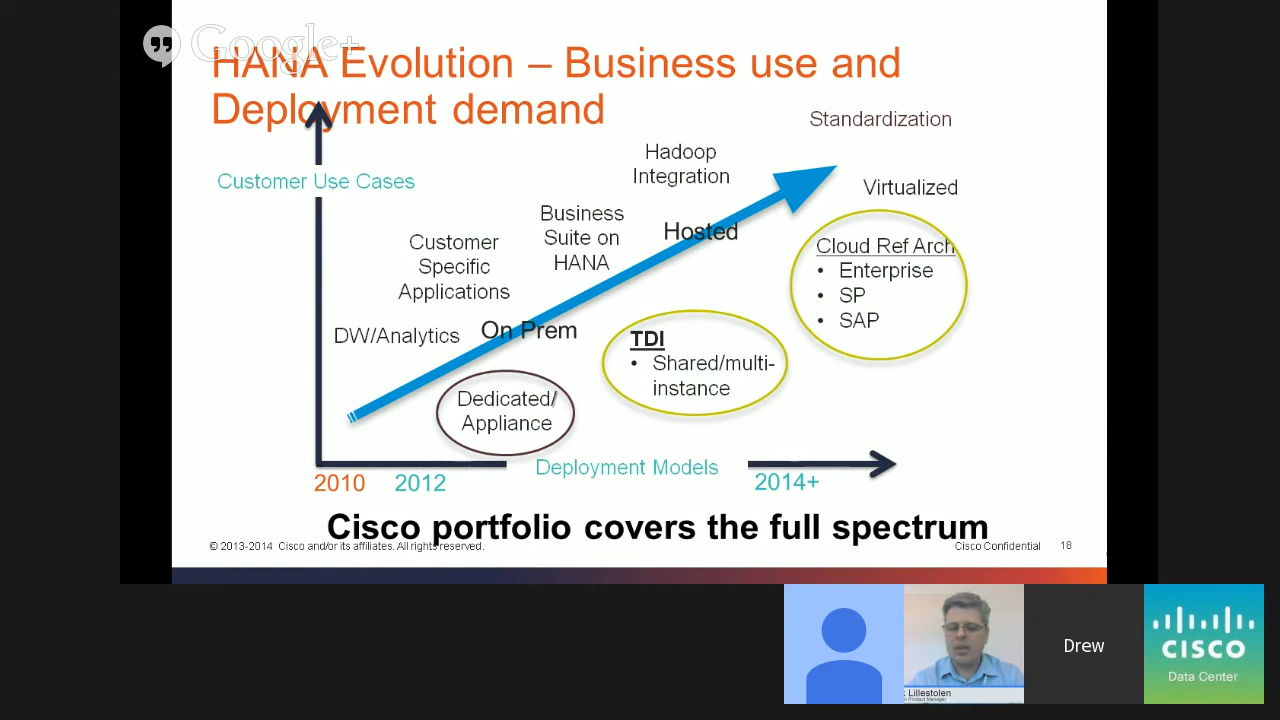 Google+
HANA Evolution – Business use and
Deployment demand
Standardization
Hadoop
Integration
Customer Use Cases
Virtualized
Business
Suite on
HANA
Hosted
Customer
Specific
Applications
Cloud Ref Arch
• Enterprise
• SP
• SAP
DW/Analytics
On Prem
TDI
• Shared/multi-
instance
Dedicated/
Appliance
Deployment Models
2010
2012
2014+
Cisco portfolio covers the full spectrum
© 2013-2014 Cisco and/or its affiliates. All rights reserved.
Cisco Confidential
18
Lillestolen
Product Manager
Drew
CISCO
Data Center